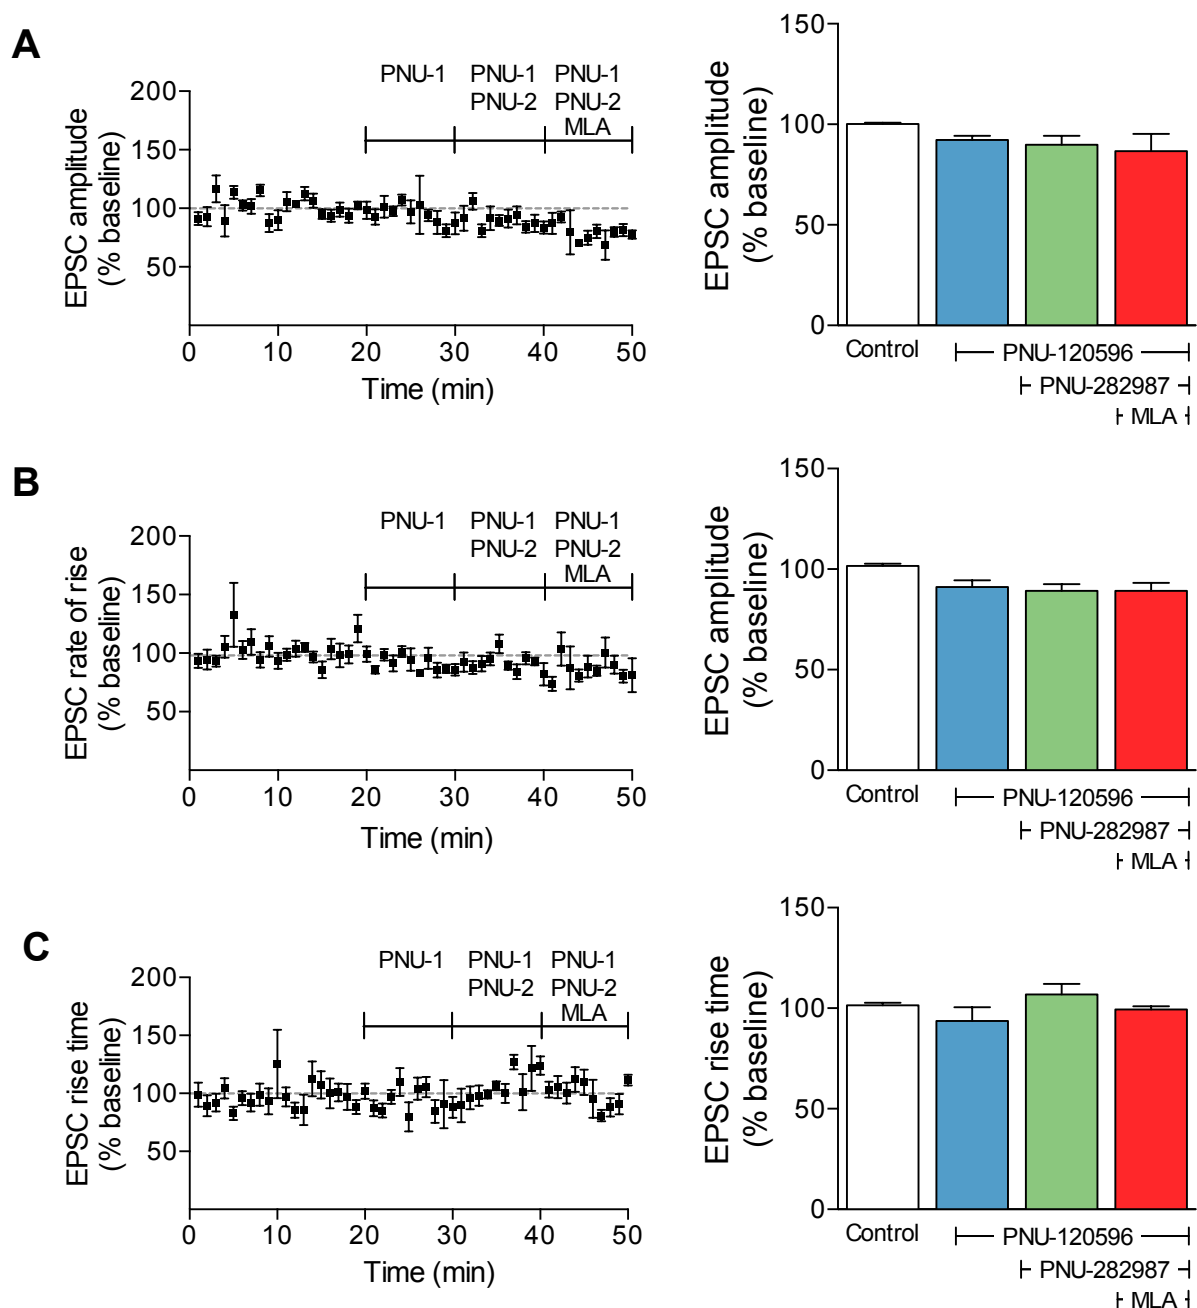 A
EPSC amplitude
(% baseline)
200
150
100
50
PNU-1
PNU-1
PNU-2
PNU-1
PNU-2
MLA
0
10
20
30
40
50
Time (min)
EPSC amplitude
(% baseline)
150
100
50
0
Control
PNU-120596
PNU-282987
MLA
B
EPSC rate of rise
(% baseline)
200
150
100
50
PNU-1
PNU-1
PNU-2
PNU-1
PNU-2
MLA
0
10
20
30
40
50
Time (min)
EPSC amplitude
(% baseline)
150
100
50
0
Control
PNU-120596
PNU-282987
MLA
C
EPSC rise time
(% baseline)
200
150
100
50
PNU-1
PNU-1
PNU-2
PNU-1
PNU-2
MLA
0
10
20
30
40
50
Time (min)
EPSC rise time
(% baseline)
150
100
50
0
Control
PNU-120596
PNU-282987
MLA